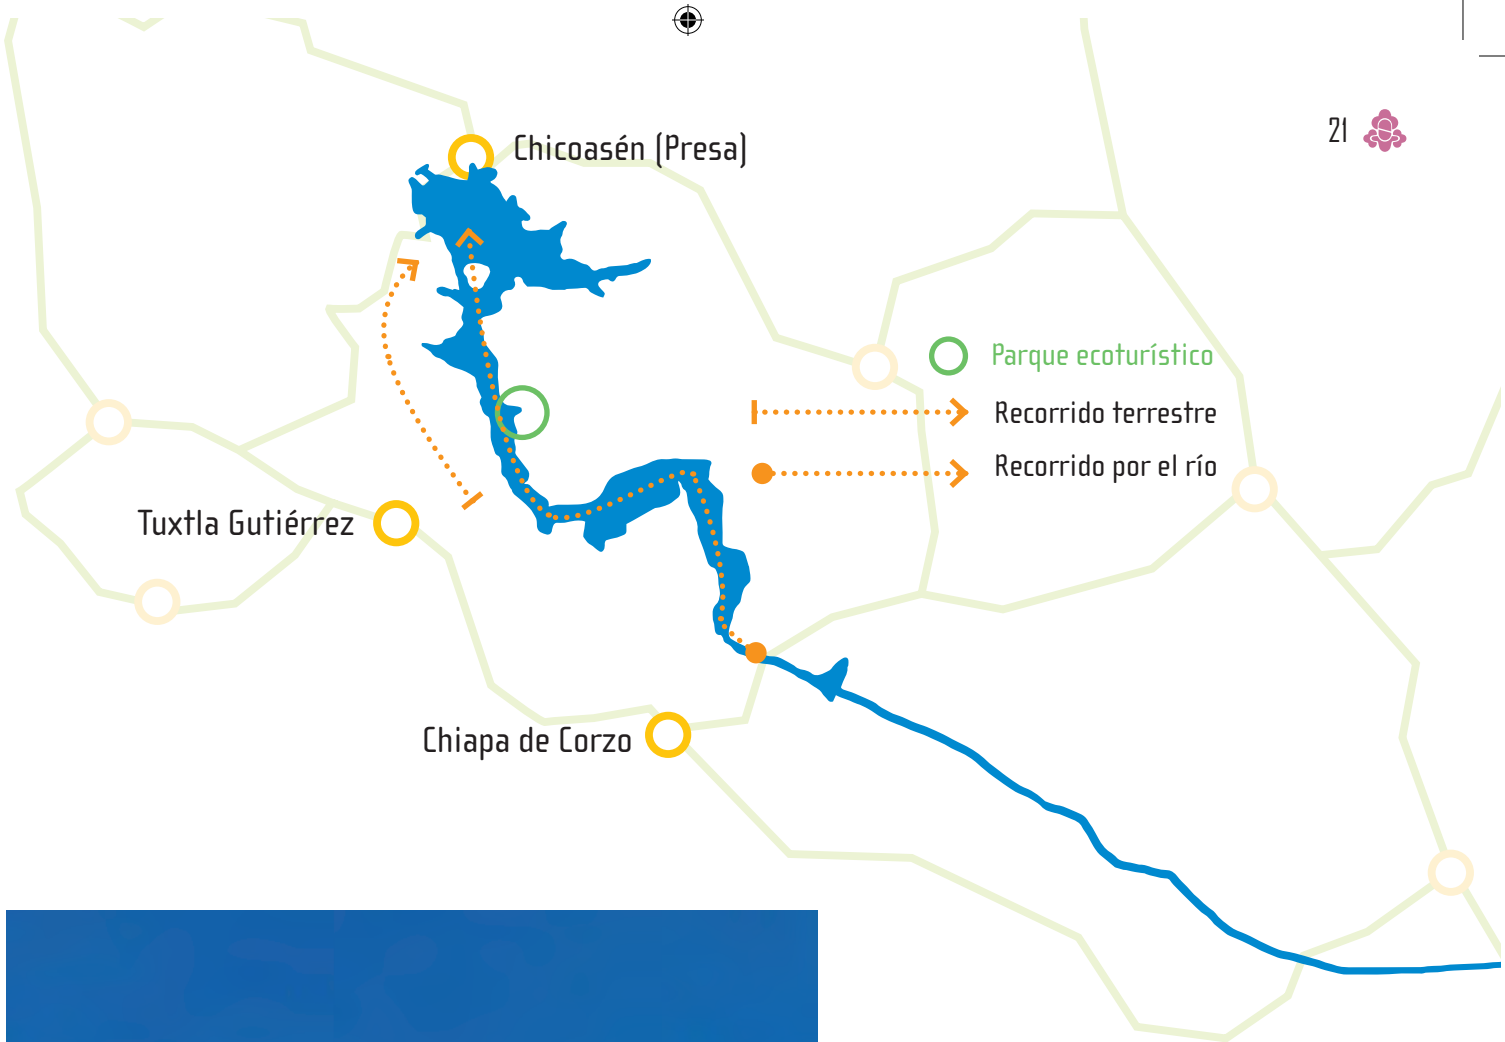 21
Chicoasén (Presa)
Parque ecoturístico
Recorrido terrestre
Recorrido por el río
Tuxtla Gutiérrez
Chiapa de Corzo